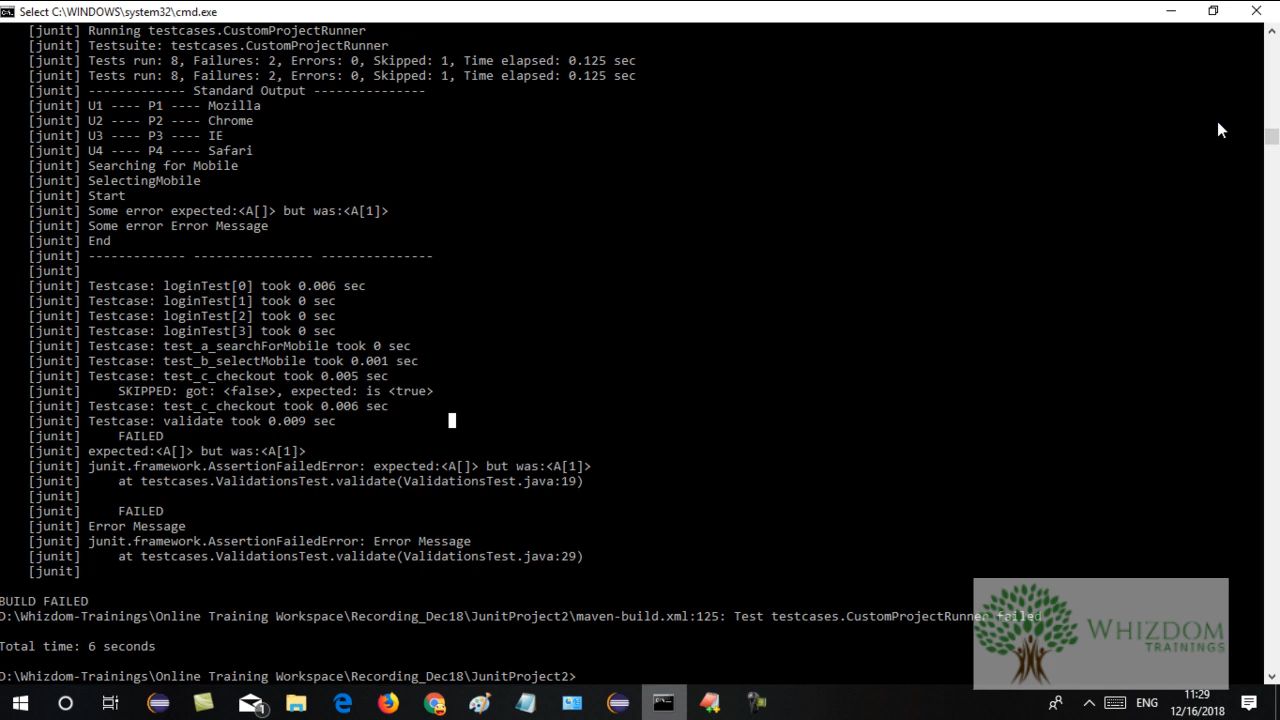 Select C:\WINDOWS\system32\cmd.exe
[junit] Running testcases.CustomProjectRunner
[junit] Testsuite: testcases.CustomProjectRunner
[junit] Tests run: 8, Failures: 2, Errors: 0, Skipped: 1, Time elapsed: 0.125 sec
[junit] Tests run: 8, Failures: 2, Errors: 0, Skipped: 1, Time elapsed: 0.125 sec
[junit] ------------- Standard Output ---------------
[junit] U1 ---- P1 ---- Mozilla
[junit] U2 ---- P2 ---- Chrome
[junit] U3 ---- P3 ---- IE
[junit] U4 ---- P4 ---- Safari
[junit] Searching for Mobile
[junit] SelectingMobile
[junit] Start
[junit] Some error expected:<A[]> but was:<A[1]>
[junit] Some error Error Message
[junit] End
[junit] ------------- ---------------- ---------------
[junit]
[junit] Testcase: loginTest[0] took 0.006 sec
[junit] Testcase: loginTest[1] took 0 sec
[junit] Testcase: loginTest[2] took 0 sec
[junit] Testcase: loginTest[3] took 0 sec
[junit] Testcase: test_a_searchForMobile took 0 sec
[junit] Testcase: test_b_selectMobile took 0.001 sec
[junit] Testcase: test_c_checkout took 0.005 sec
[junit]     SKIPPED: got: <false>, expected: is <true>
[junit] Testcase: test_c_checkout took 0.006 sec
[junit] Testcase: validate took 0.009 sec
[junit]     FAILED
[junit] expected:<A[]> but was:<A[1]>
[junit] junit.framework.AssertionFailedError: expected:<A[]> but was:<A[1]>
[junit]     at testcases.ValidationsTest.validate(ValidationsTest.java:19)
[junit]
[junit]     FAILED
[junit] Error Message
[junit] junit.framework.AssertionFailedError: Error Message
[junit]     at testcases.ValidationsTest.validate(ValidationsTest.java:29)
[junit]
BUILD FAILED
D:\Whizdom-Trainings\Online Training Workspace\Recording_Dec18\JunitProject2\maven-build.xml:125: Test testcases.CustomProjectRunner failed
Total time: 6 seconds
D:\Whizdom-Trainings\Online Training Workspace\Recording_Dec18\JunitProject2>
WHIZDOM
TRAININGS
1
ENG
11:29
12/16/2018